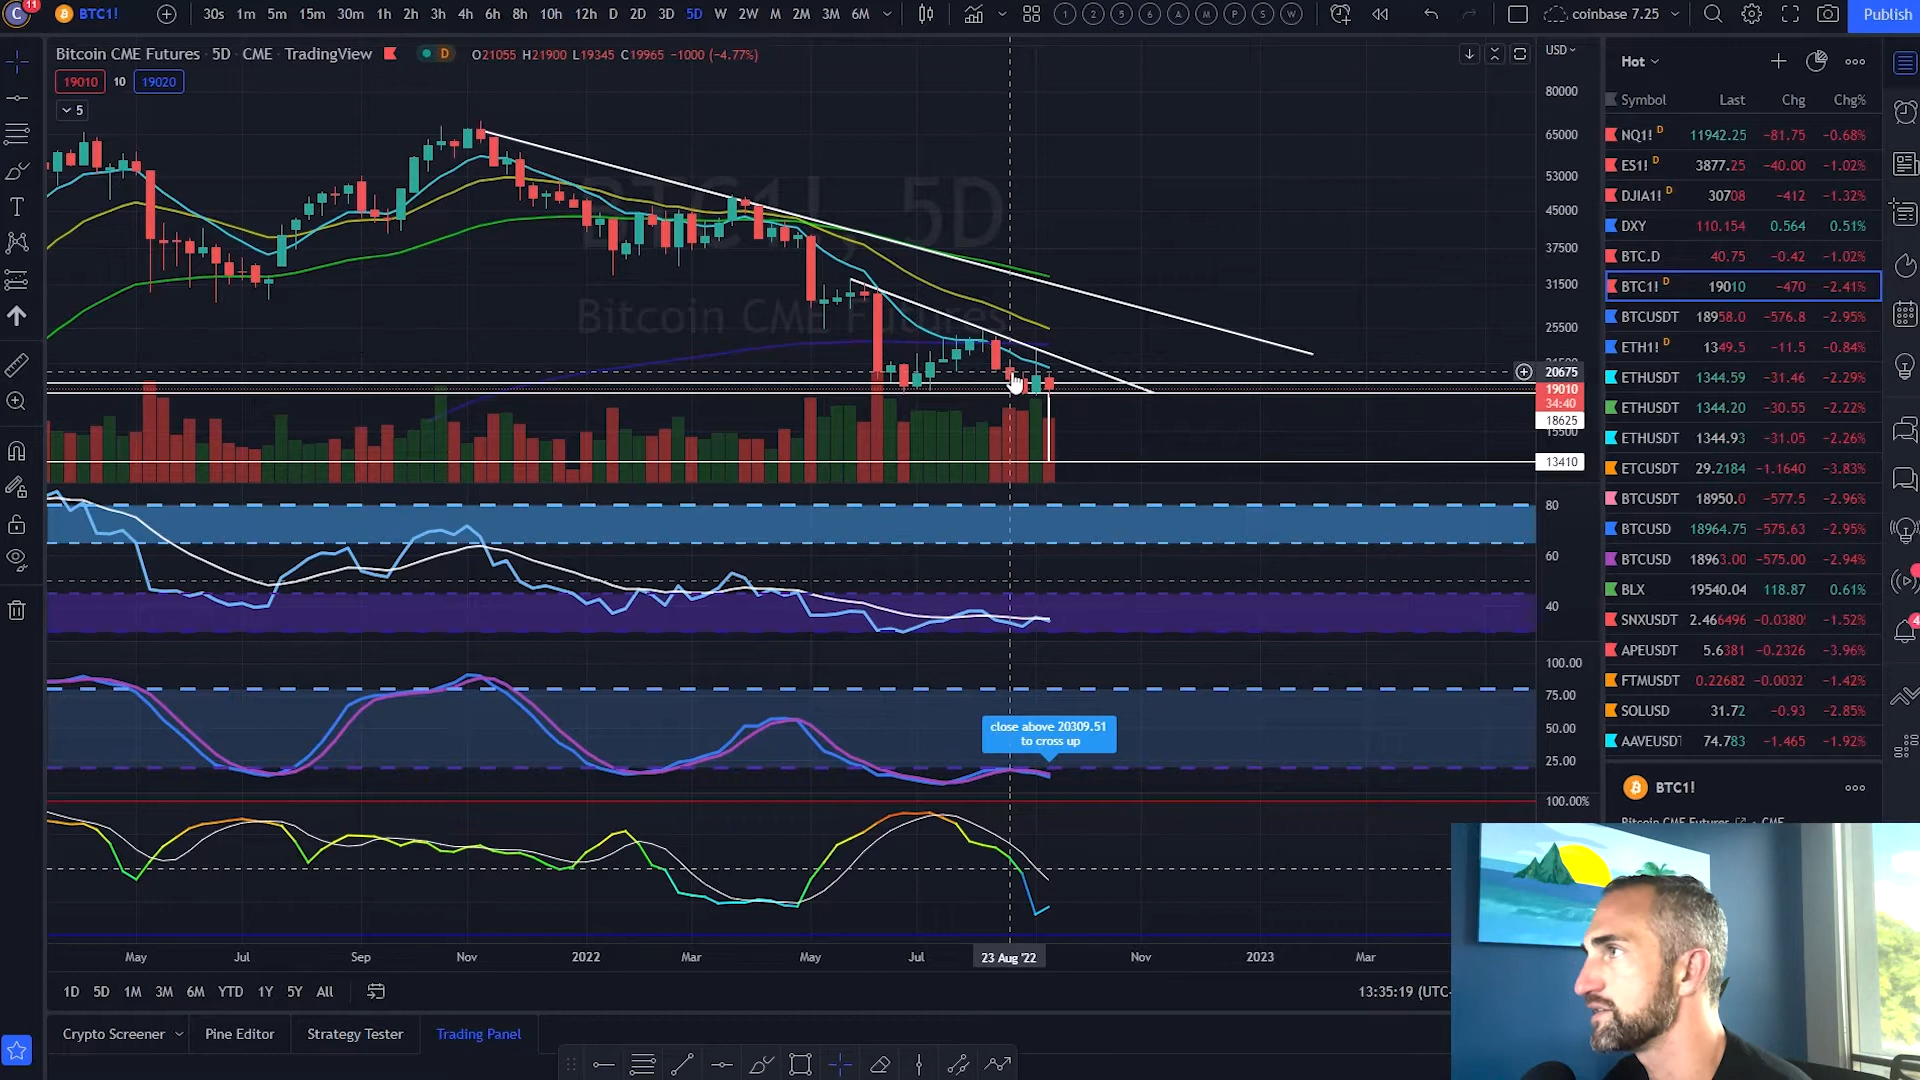 C 11 BTC1! 30s 1m 5m 15m 30m 1h 2h 3h 4h 6h 8h 10h 12h D 2D 3D 5D W 2W M 2M 3M 6M 1 2 5 6 A M P S W coinbase 7.25 Publish
Bitcoin CME Futures · 5D · CME · TradingView D O21055 H21900 L19345 C19965 −1000 (−4.77%)
19010 10 19020
5
USD
80000
65000
53000
45000
37500
31500
25500
20675
19010
34:40
18625
15500
13410
BTC1!, 5D
Bitcoin CME Futures
80
60
40
100.00
75.00
50.00
25.00
close above 20309.51
to cross up
100.00%
May Jul Sep Nov 2022 Mar May Jul 23 Aug '22 Nov 2023 Mar
1D 5D 1M 3M 6M YTD 1Y 5Y All 13:35:19 (UTC-
Crypto Screener Pine Editor Strategy Tester Trading Panel
Hot
Symbol Last Chg Chg%
NQ1! D 11942.25 −81.75 −0.68%
ES1! D 3877.25 −40.00 −1.02%
DJIA1! D 30708 −412 −1.32%
DXY 110.154 0.564 0.51%
BTC.D 40.75 −0.42 −1.02%
BTC1! D 19010 −470 −2.41%
BTCUSDT 18958.0 −576.8 −2.95%
ETH1! D 1349.5 −11.5 −0.84%
ETHUSDT 1344.59 −31.46 −2.29%
ETHUSDT 1344.20 −30.55 −2.22%
ETHUSDT 1344.93 −31.05 −2.26%
ETCUSDT 29.2184 −1.1640 −3.83%
BTCUSDT 18950.0 −577.5 −2.96%
BTCUSD 18964.75 −575.63 −2.95%
BTCUSD 18963.00 −575.00 −2.94%
BLX 19540.04 118.87 0.61%
SNXUSDT 2.466496 −0.0380 −1.52%
APEUSDT 5.6381 −0.2326 −3.96%
FTMUSDT 0.22682 −0.0032 −1.42%
SOLUSD 31.72 −0.93 −2.85%
AAVEUSDT 74.783 −1.465 −1.92%
BTC1!
Bitcoin CME Futures · CME
4